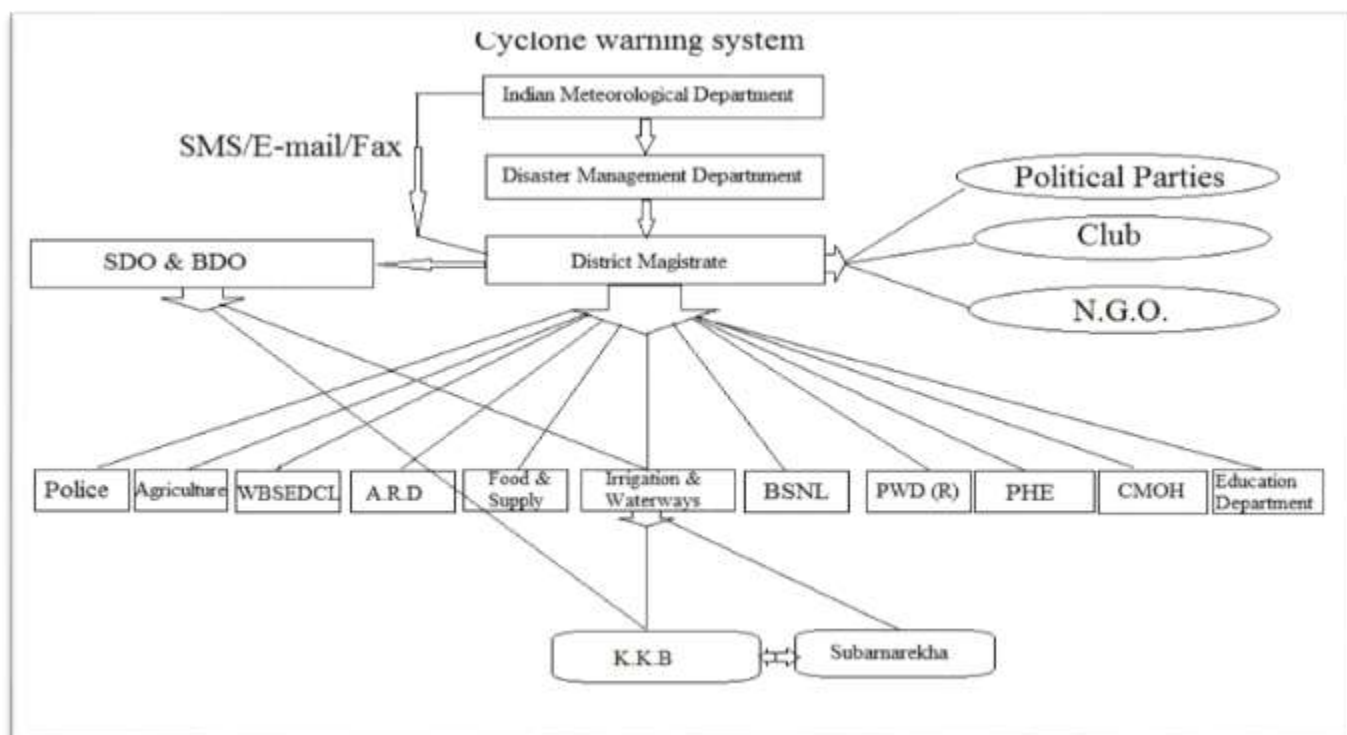 Cyclone warning system
Indian Meteorological Department
SMS/E-mail/Fax
Disaster Management Departnment
Political Parties
Club
N.G.O.
SDO & BDO
District Magistrate
Police
Agriculture
WBSEDCL
A.R.D
Food &
Supply
Irrigation &
Waterways
BSNL
PWD (R)
PHE
CMOH
Education
Department
K.K.B
Subarnarekha